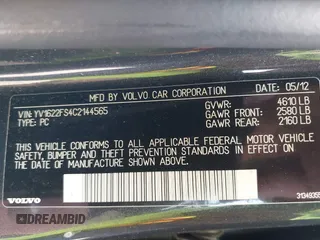 MFD BY VOLVO CAR CORPORATION
DATE: 05/12
VIN: YV1622FS4C2144565
TYPE: PC
GVWR: 4610 LB
GAWR FRONT: 2580 LB
GAWR REAR: 2160 LB
THIS VEHICLE CONFORMS TO ALL APPLICABLE FEDERAL MOTOR VEHICLE
SAFETY, BUMPER AND THEFT PREVENTION STANDARDS IN EFFECT ON THE
DATE OF MANUFACTURE SHOWN ABOVE.
VOLVO
DREAMBID